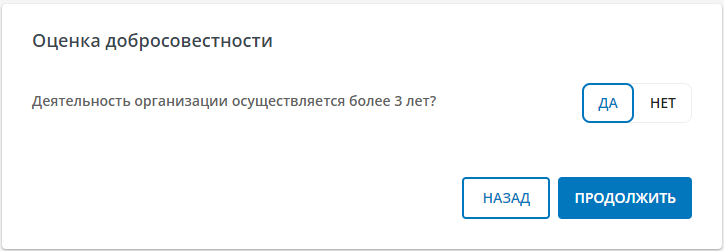 Оценка добросовестности
Деятельность организации осуществляется более 3 лет?
ДА НЕТ
НАЗАД ПРОДОЛЖИТЬ